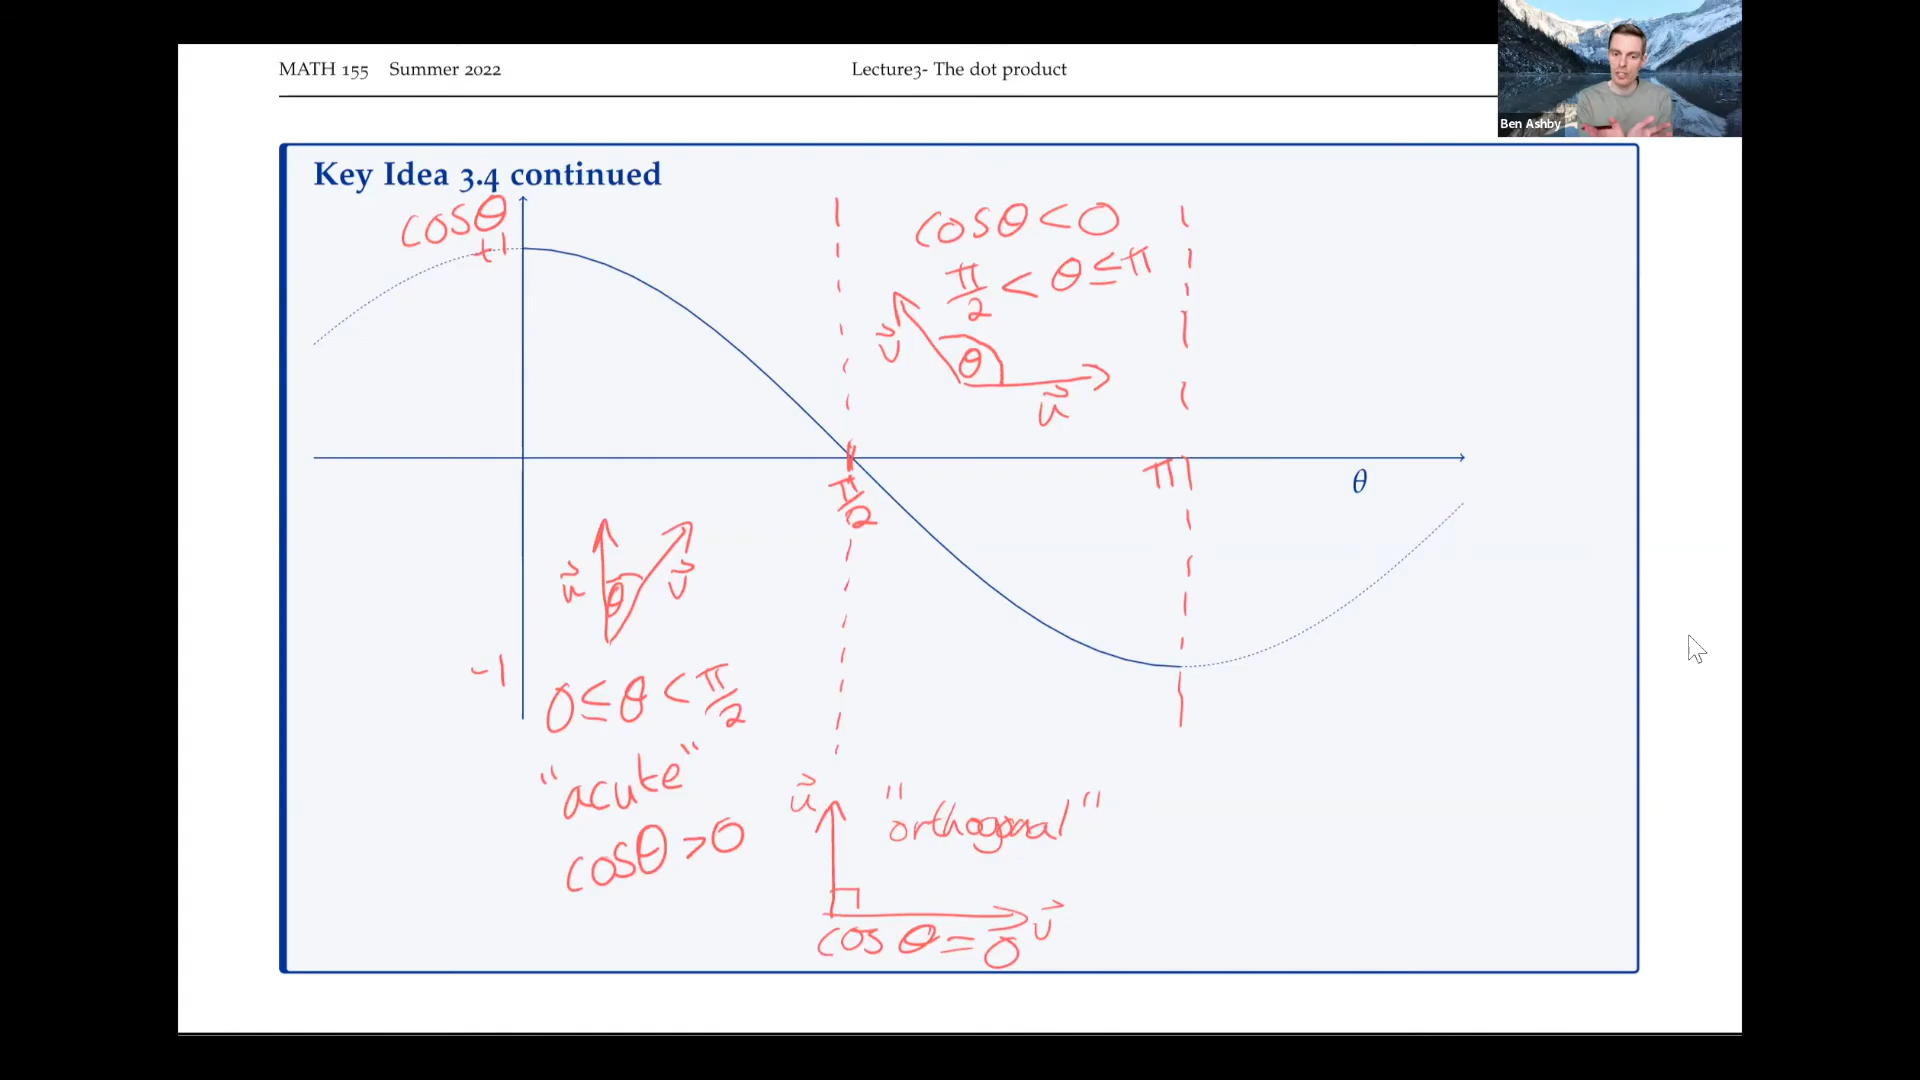 MATH 155 Summer 2022
Lecture3- The dot product
Ben Ashby
Key Idea 3.4 continued
cosθ
+1
cosθ<0
π/2 < θ ≤ π
v⃗
θ
u⃗
π/2
π
θ
u⃗
θ
v⃗
-1
0≤θ<π/2
"acute"
cosθ>0
u⃗
"orthogonal"
v⃗
cosθ=0